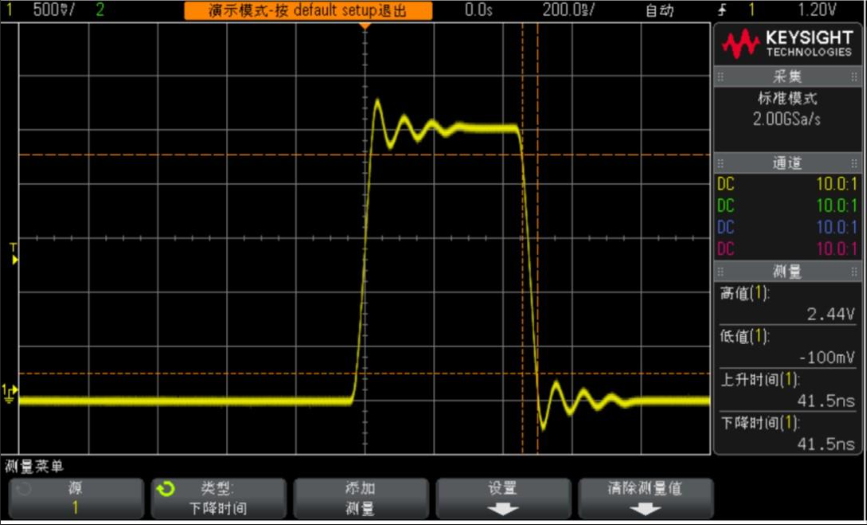 1 500mV/ 2 演示模式-按 default setup退出 0.0s 200.0ns/ 自动 1 1.20V
KEYSIGHT
TECHNOLOGIES
采集
标准模式
2.00GSa/s
通道
DC 10.0:1
DC 10.0:1
DC 10.0:1
DC 10.0:1
测量
高值(1):
2.44V
低值(1):
-100mV
上升时间(1):
41.5ns
下降时间(1):
41.5ns
T
1
测量菜单
源
1
类型:
下降时间
添加
测量
设置
清除测量值